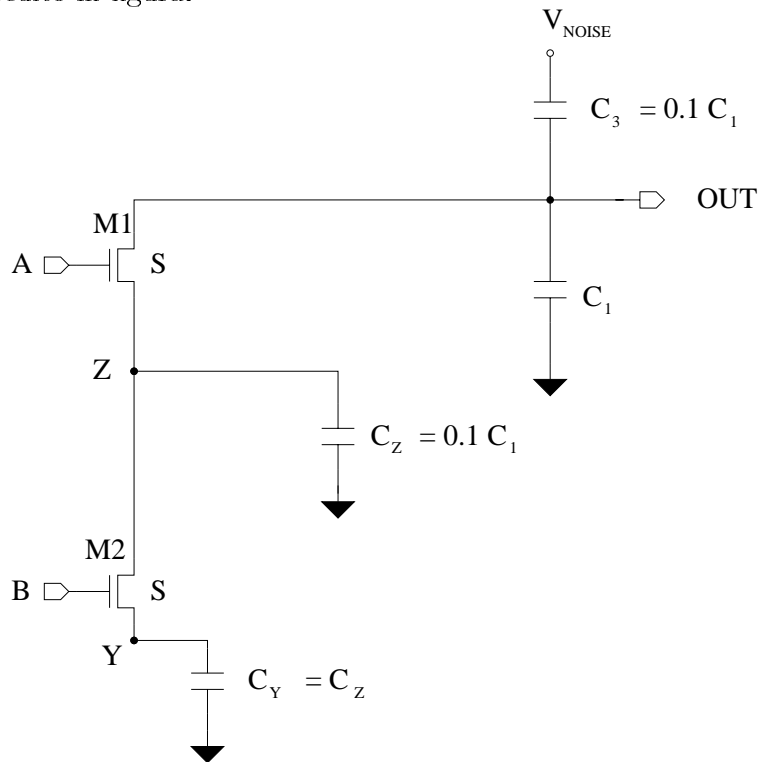 V_NOISE
C_3 = 0.1 C_1
OUT
M1
A
S
C_1
Z
C_Z = 0.1 C_1
M2
B
S
Y
C_Y = C_Z